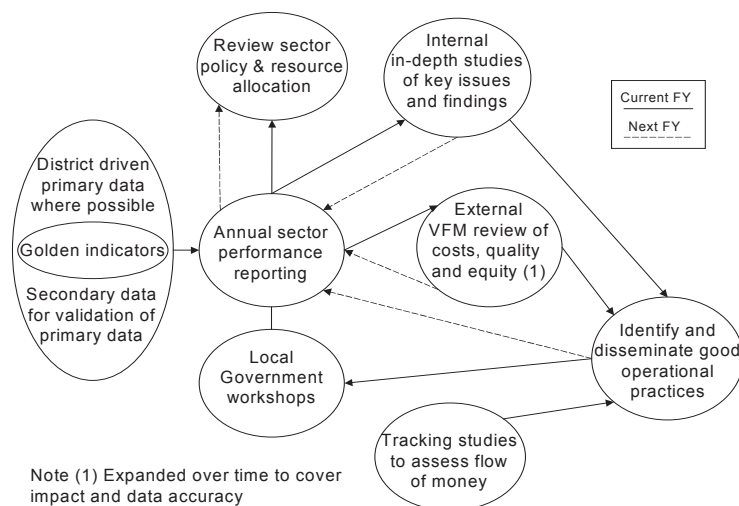 Review sector
policy & resource
allocation
Internal
in-depth studies
of key issues
and findings
Current FY
Next FY
District driven
primary data
where possible
Golden indicators
Secondary data
for validation of
primary data
Annual sector
performance
reporting
External
VFM review of
costs, quality
and equity (1)
Local
Government
workshops
Identify and
disseminate good
operational
practices
Tracking studies
to assess flow
of money
Note (1) Expanded over time to cover
impact and data accuracy